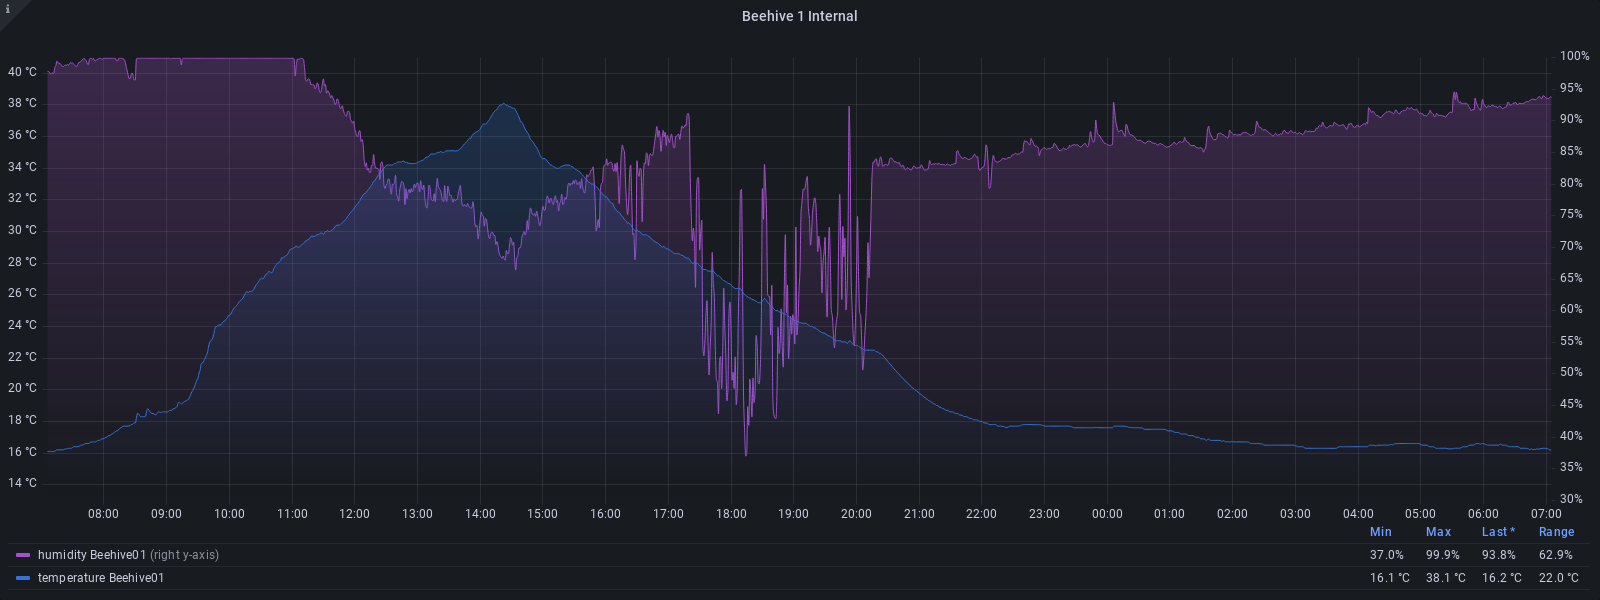 i
Beehive 1 Internal
40 °C
38 °C
36 °C
34 °C
32 °C
30 °C
28 °C
26 °C
24 °C
22 °C
20 °C
18 °C
16 °C
14 °C
100%
95%
90%
85%
80%
75%
70%
65%
60%
55%
50%
45%
40%
35%
30%
08:00 09:00 10:00 11:00 12:00 13:00 14:00 15:00 16:00 17:00 18:00 19:00 20:00 21:00 22:00 23:00 00:00 01:00 02:00 03:00 04:00 05:00 06:00 07:00
Min Max Last * Range
humidity Beehive01 (right y-axis) 37.0% 99.9% 93.8% 62.9%
temperature Beehive01 16.1 °C 38.1 °C 16.2 °C 22.0 °C